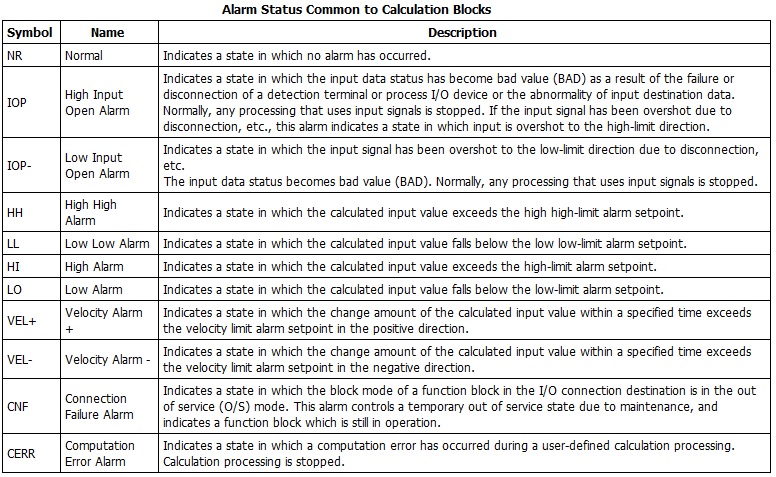 Alarm Status Common to Calculation Blocks
Symbol Name Description
NR Normal Indicates a state in which no alarm has occurred.
IOP High Input Open Alarm Indicates a state in which the input data status has become bad value (BAD) as a result of the failure or
disconnection of a detection terminal or process I/O device or the abnormality of input destination data.
Normally, any processing that uses input signals is stopped. If the input signal has been overshot due to
disconnection, etc., this alarm indicates a state in which input is overshot to the high-limit direction.
IOP- Low Input Open Alarm Indicates a state in which the input signal has been overshot to the low-limit direction due to disconnection,
etc.
The input data status becomes bad value (BAD). Normally, any processing that uses input signals is stopped.
HH High High Alarm Indicates a state in which the calculated input value exceeds the high high-limit alarm setpoint.
LL Low Low Alarm Indicates a state in which the calculated input value falls below the low low-limit alarm setpoint.
HI High Alarm Indicates a state in which the calculated input value exceeds the high-limit alarm setpoint.
LO Low Alarm Indicates a state in which the calculated input value falls below the low-limit alarm setpoint.
VEL+ Velocity Alarm + Indicates a state in which the change amount of the calculated input value within a specified time exceeds
the velocity limit alarm setpoint in the positive direction.
VEL- Velocity Alarm - Indicates a state in which the change amount of the calculated input value within a specified time exceeds
the velocity limit alarm setpoint in the negative direction.
CNF Connection Failure Alarm Indicates a state in which the block mode of a function block in the I/O connection destination is in the out
of service (O/S) mode. This alarm controls a temporary out of service state due to maintenance, and
indicates a function block which is still in operation.
CERR Computation Error Alarm Indicates a state in which a computation error has occurred during a user-defined calculation processing.
Calculation processing is stopped.